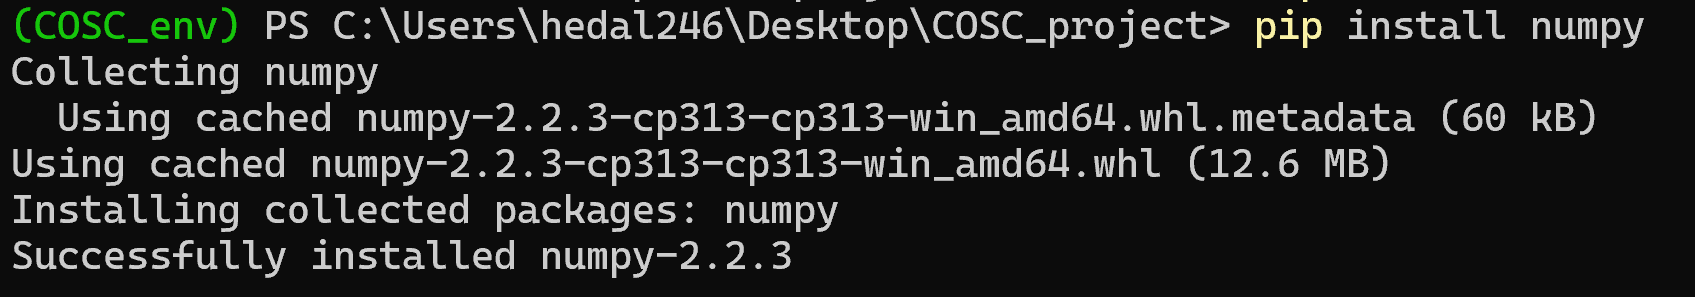 (COSC_env) PS C:\Users\hedal246\Desktop\COSC_project> pip install numpy
Collecting numpy
  Using cached numpy-2.2.3-cp313-cp313-win_amd64.whl.metadata (60 kB)
Using cached numpy-2.2.3-cp313-cp313-win_amd64.whl (12.6 MB)
Installing collected packages: numpy
Successfully installed numpy-2.2.3